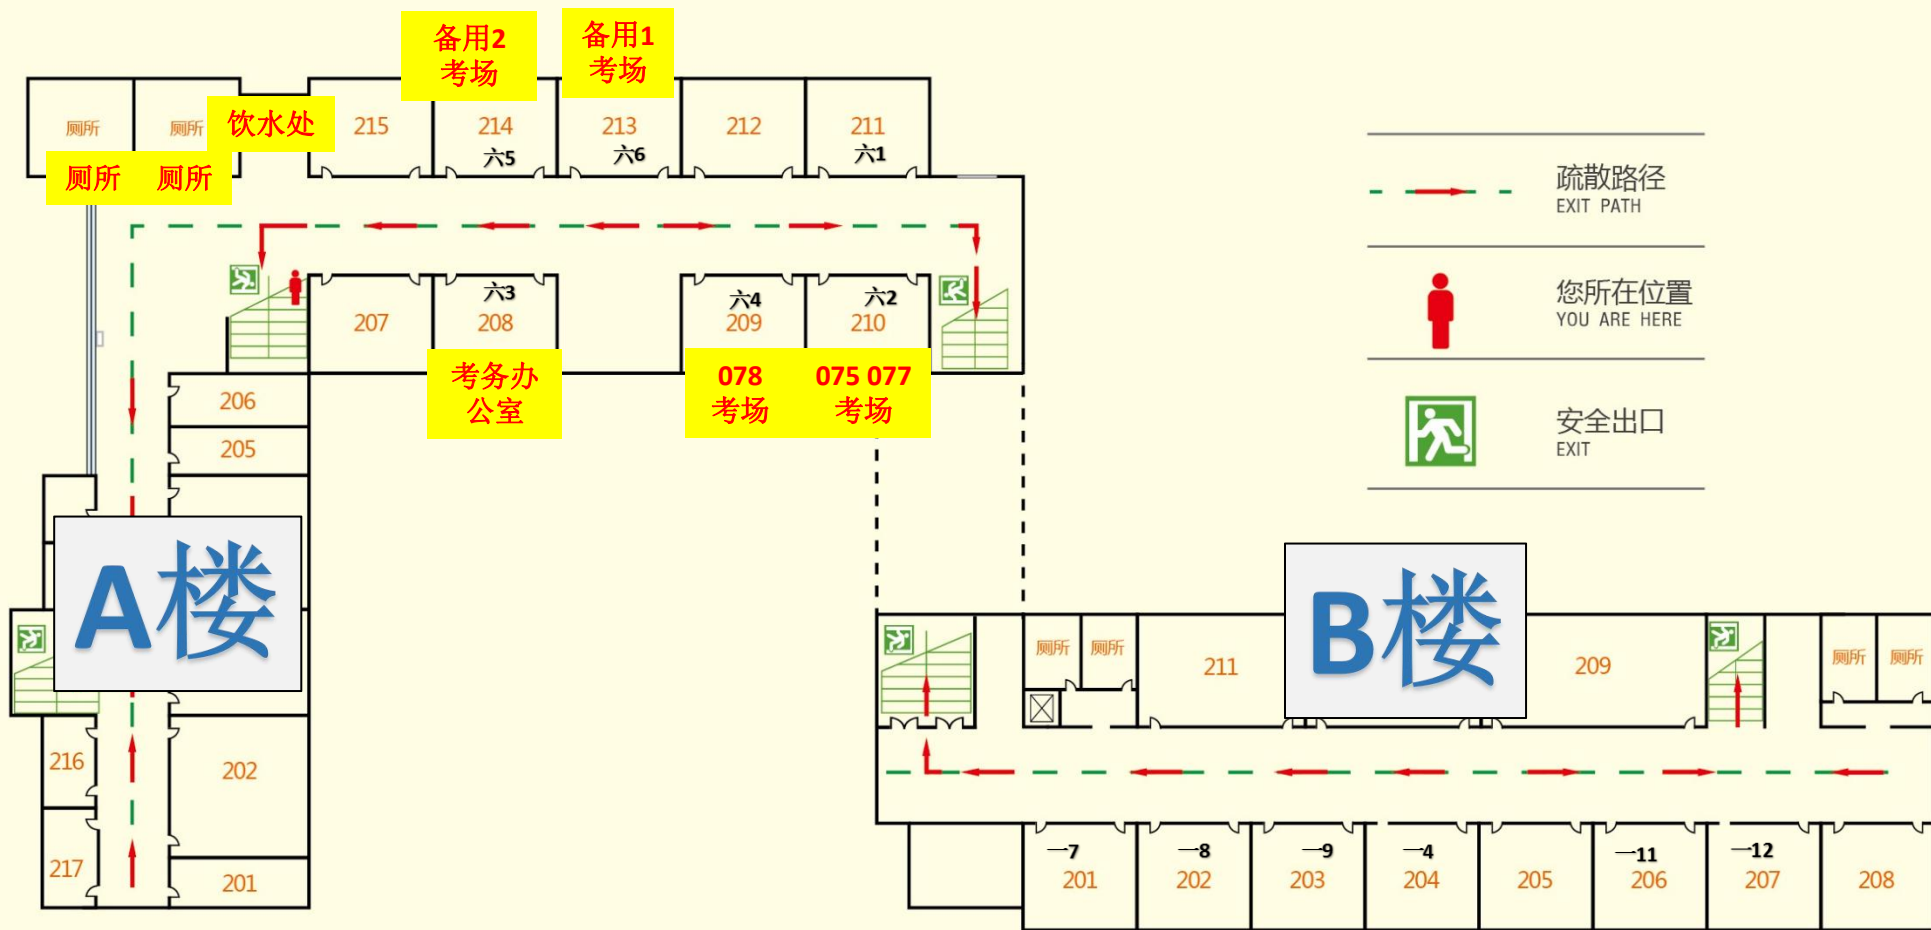 备用2
考场
备用1
考场
厕所
厕所
饮水处
215
214
六5
213
六6
212
211
六1
厕所
厕所
207
六3
208
六4
209
六2
210
考务办
公室
078
考场
075 077
考场
206
205
A楼
216
202
217
201
疏散路径
EXIT PATH
您所在位置
YOU ARE HERE
安全出口
EXIT
B楼
厕所
厕所
211
209
厕所
厕所
一7
201
一8
202
一9
203
一4
204
205
一11
206
一12
207
208